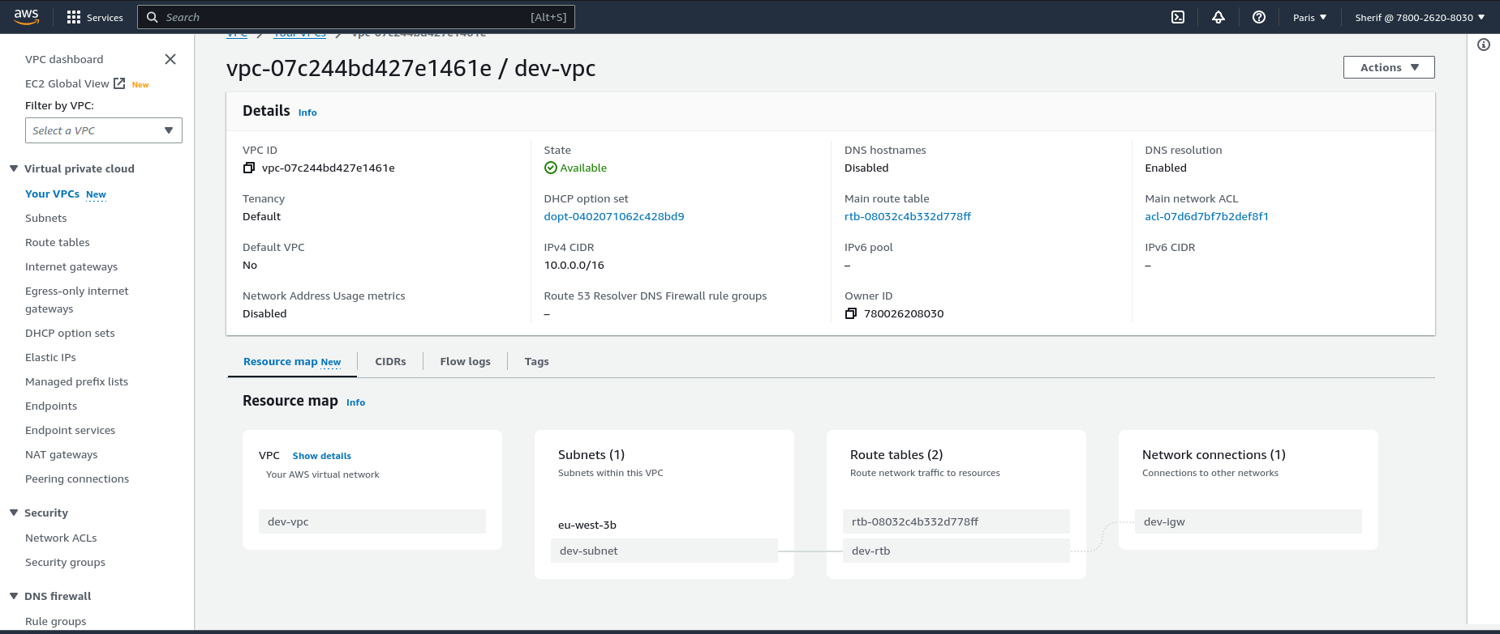 aws
Services
Search
[Alt+S]
Paris
Sherif @ 7800-2620-8030
VPC dashboard
EC2 Global View New
Filter by VPC:
Select a VPC
Virtual private cloud
Your VPCs New
Subnets
Route tables
Internet gateways
Egress-only internet
gateways
DHCP option sets
Elastic IPs
Managed prefix lists
Endpoints
Endpoint services
NAT gateways
Peering connections
Security
Network ACLs
Security groups
DNS firewall
Rule groups
VPC > Your VPCs > vpc-07c244bd427e1461e
vpc-07c244bd427e1461e / dev-vpc
Actions
Details Info
VPC ID
vpc-07c244bd427e1461e
State
Available
DNS hostnames
Disabled
DNS resolution
Enabled
Tenancy
Default
DHCP option set
dopt-0402071062c428bd9
Main route table
rtb-08032c4b332d778ff
Main network ACL
acl-07d6d7bf7b2def8f1
Default VPC
No
IPv4 CIDR
10.0.0.0/16
IPv6 pool
–
IPv6 CIDR
–
Network Address Usage metrics
Disabled
Route 53 Resolver DNS Firewall rule groups
–
Owner ID
780026208030
Resource map New
CIDRs
Flow logs
Tags
Resource map Info
VPC Show details
Your AWS virtual network
dev-vpc
Subnets (1)
Subnets within this VPC
eu-west-3b
dev-subnet
Route tables (2)
Route network traffic to resources
rtb-08032c4b332d778ff
dev-rtb
Network connections (1)
Connections to other networks
dev-igw